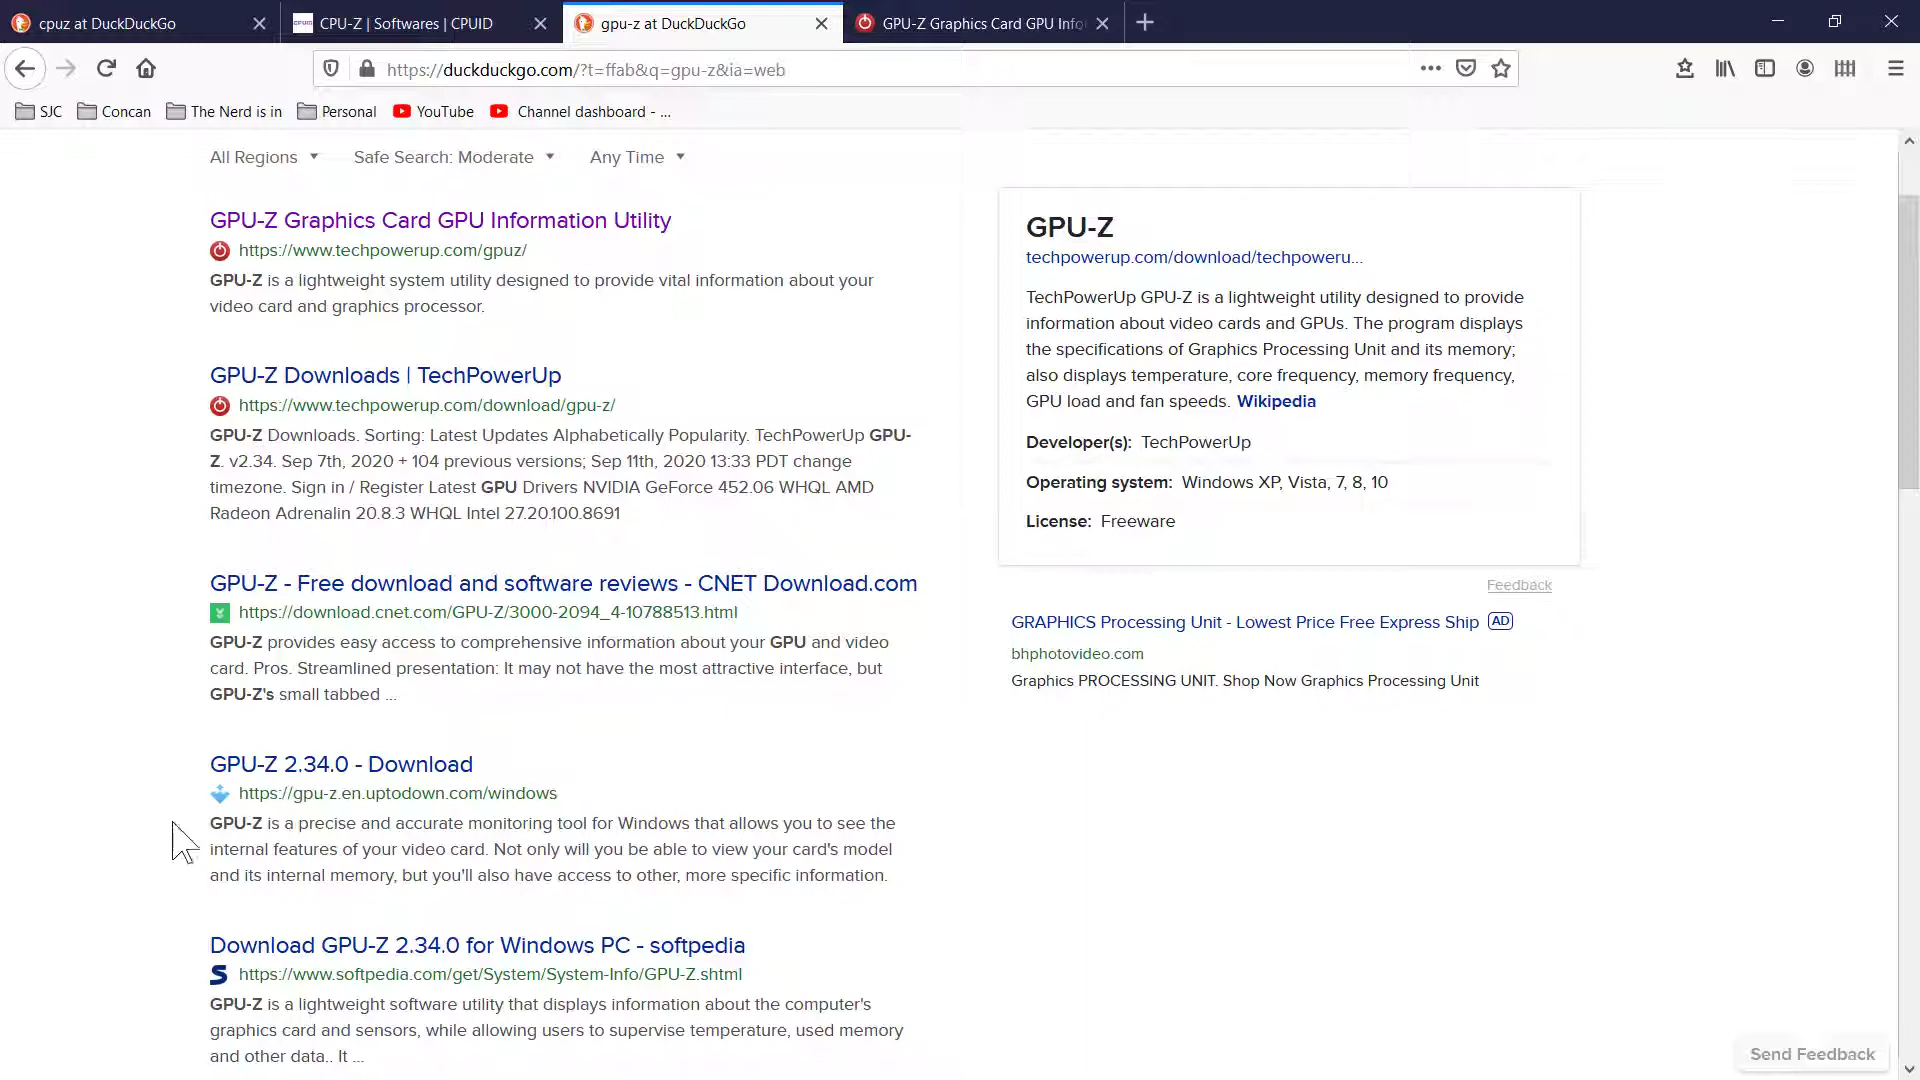 cpuz at DuckDuckGo
CPU-Z | Softwares | CPUID
gpu-z at DuckDuckGo
GPU-Z Graphics Card GPU Info
https://duckduckgo.com/?t=ffab&q=gpu-z&ia=web
SJC
Concan
The Nerd is in
Personal
YouTube
Channel dashboard - ...
All Regions
Safe Search: Moderate
Any Time
GPU-Z Graphics Card GPU Information Utility
https://www.techpowerup.com/gpuz/
GPU-Z is a lightweight system utility designed to provide vital information about your
video card and graphics processor.
GPU-Z Downloads | TechPowerUp
https://www.techpowerup.com/download/gpu-z/
GPU-Z Downloads. Sorting: Latest Updates Alphabetically Popularity. TechPowerUp GPU-
Z. v2.34. Sep 7th, 2020 + 104 previous versions; Sep 11th, 2020 13:33 PDT change
timezone. Sign in / Register Latest GPU Drivers NVIDIA GeForce 452.06 WHQL AMD
Radeon Adrenalin 20.8.3 WHQL Intel 27.20.100.8691
GPU-Z - Free download and software reviews - CNET Download.com
https://download.cnet.com/GPU-Z/3000-2094_4-10788513.html
GPU-Z provides easy access to comprehensive information about your GPU and video
card. Pros. Streamlined presentation: It may not have the most attractive interface, but
GPU-Z's small tabbed ...
GPU-Z 2.34.0 - Download
https://gpu-z.en.uptodown.com/windows
GPU-Z is a precise and accurate monitoring tool for Windows that allows you to see the
internal features of your video card. Not only will you be able to view your card's model
and its internal memory, but you'll also have access to other, more specific information.
Download GPU-Z 2.34.0 for Windows PC - softpedia
https://www.softpedia.com/get/System/System-Info/GPU-Z.shtml
GPU-Z is a lightweight software utility that displays information about the computer's
graphics card and sensors, while allowing users to supervise temperature, used memory
and other data.. It ...
GPU-Z
techpowerup.com/download/techpoweru...
TechPowerUp GPU-Z is a lightweight utility designed to provide
information about video cards and GPUs. The program displays
the specifications of Graphics Processing Unit and its memory;
also displays temperature, core frequency, memory frequency,
GPU load and fan speeds. Wikipedia
Developer(s): TechPowerUp
Operating system: Windows XP, Vista, 7, 8, 10
License: Freeware
Feedback
GRAPHICS Processing Unit - Lowest Price Free Express Ship AD
bhphotovideo.com
Graphics PROCESSING UNIT. Shop Now Graphics Processing Unit
Send Feedback